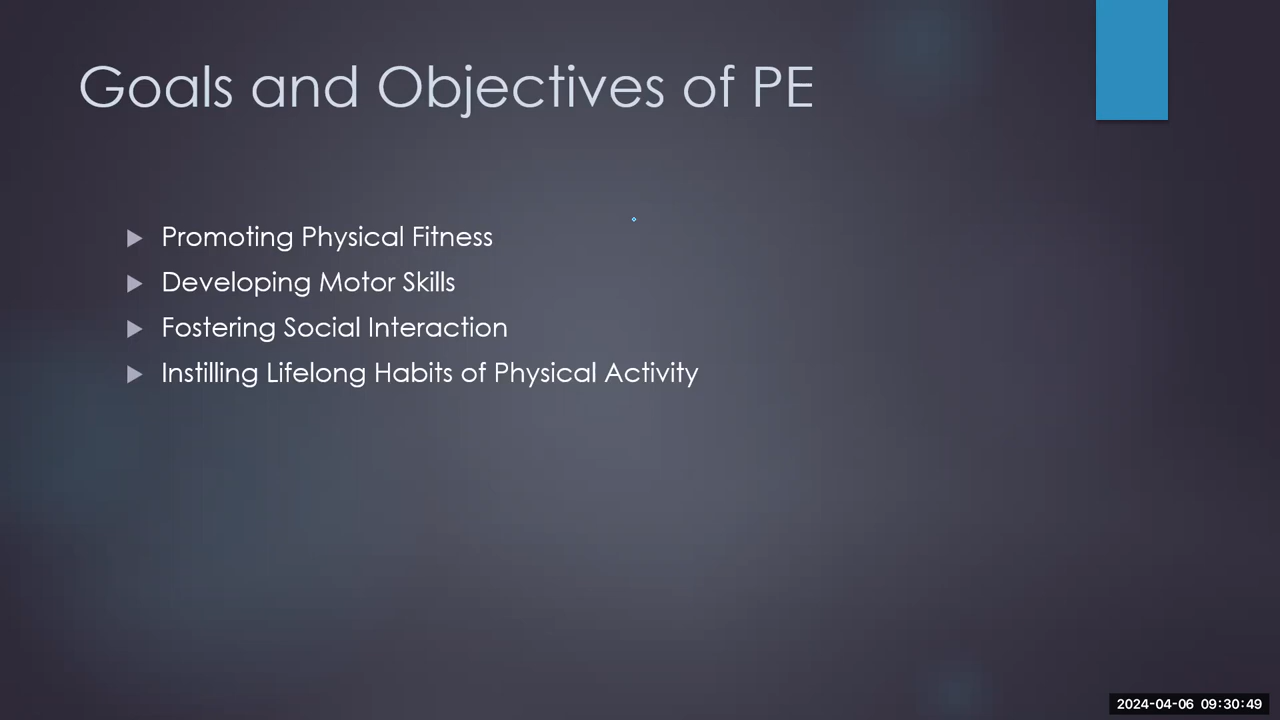 Goals and Objectives of PE
Promoting Physical Fitness
Developing Motor Skills
Fostering Social Interaction
Instilling Lifelong Habits of Physical Activity
2024-04-06 09:30:49